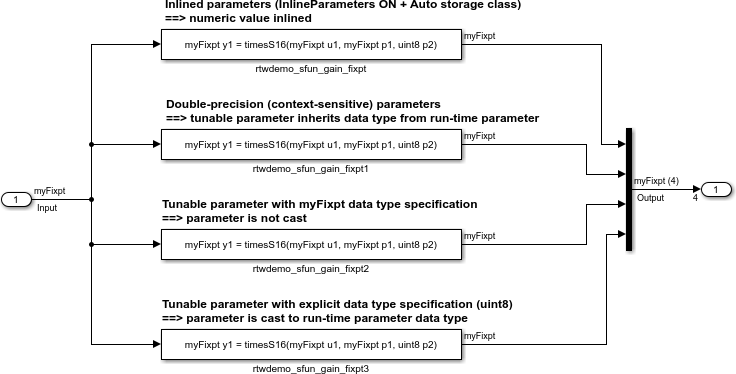 Inlined parameters (InlineParameters ON + Auto storage class)
==> numeric value inlined
myFixpt y1 = timesS16(myFixpt u1, myFixpt p1, uint8 p2)
myFixpt
rtwdemo_sfun_gain_fixpt
Double-precision (context-sensitive) parameters
==> tunable parameter inherits data type from run-time parameter
myFixpt y1 = timesS16(myFixpt u1, myFixpt p1, uint8 p2)
myFixpt
rtwdemo_sfun_gain_fixpt1
1
myFixpt
Input
Tunable parameter with myFixpt data type specification
==> parameter is not cast
myFixpt y1 = timesS16(myFixpt u1, myFixpt p1, uint8 p2)
myFixpt
rtwdemo_sfun_gain_fixpt2
myFixpt (4)
Output
4
1
Tunable parameter with explicit data type specification (uint8)
==> parameter is cast to run-time parameter data type
myFixpt y1 = timesS16(myFixpt u1, myFixpt p1, uint8 p2)
myFixpt
rtwdemo_sfun_gain_fixpt3